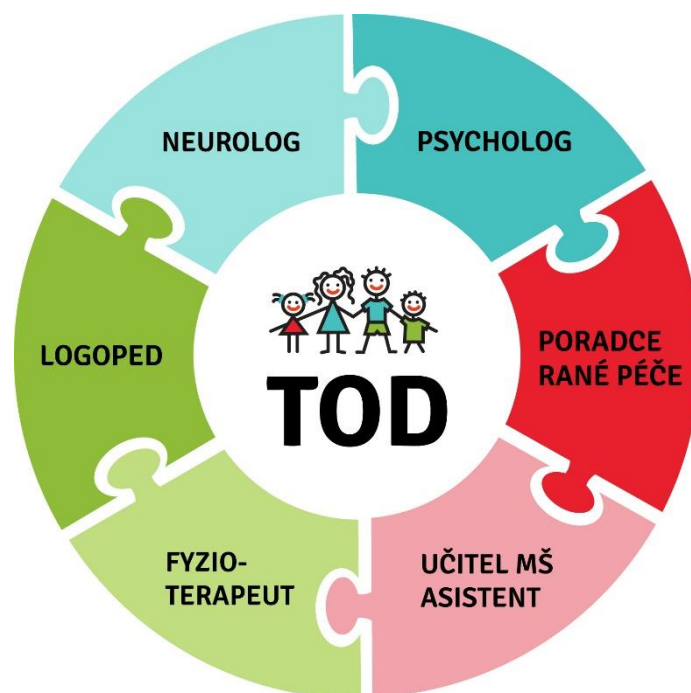 NEUROLOG
PSYCHOLOG
LOGOPED
TOD
PORADCE
RANÉ PÉČE
FYZIO-
TERAPEUT
UČITEL MŠ
ASISTENT